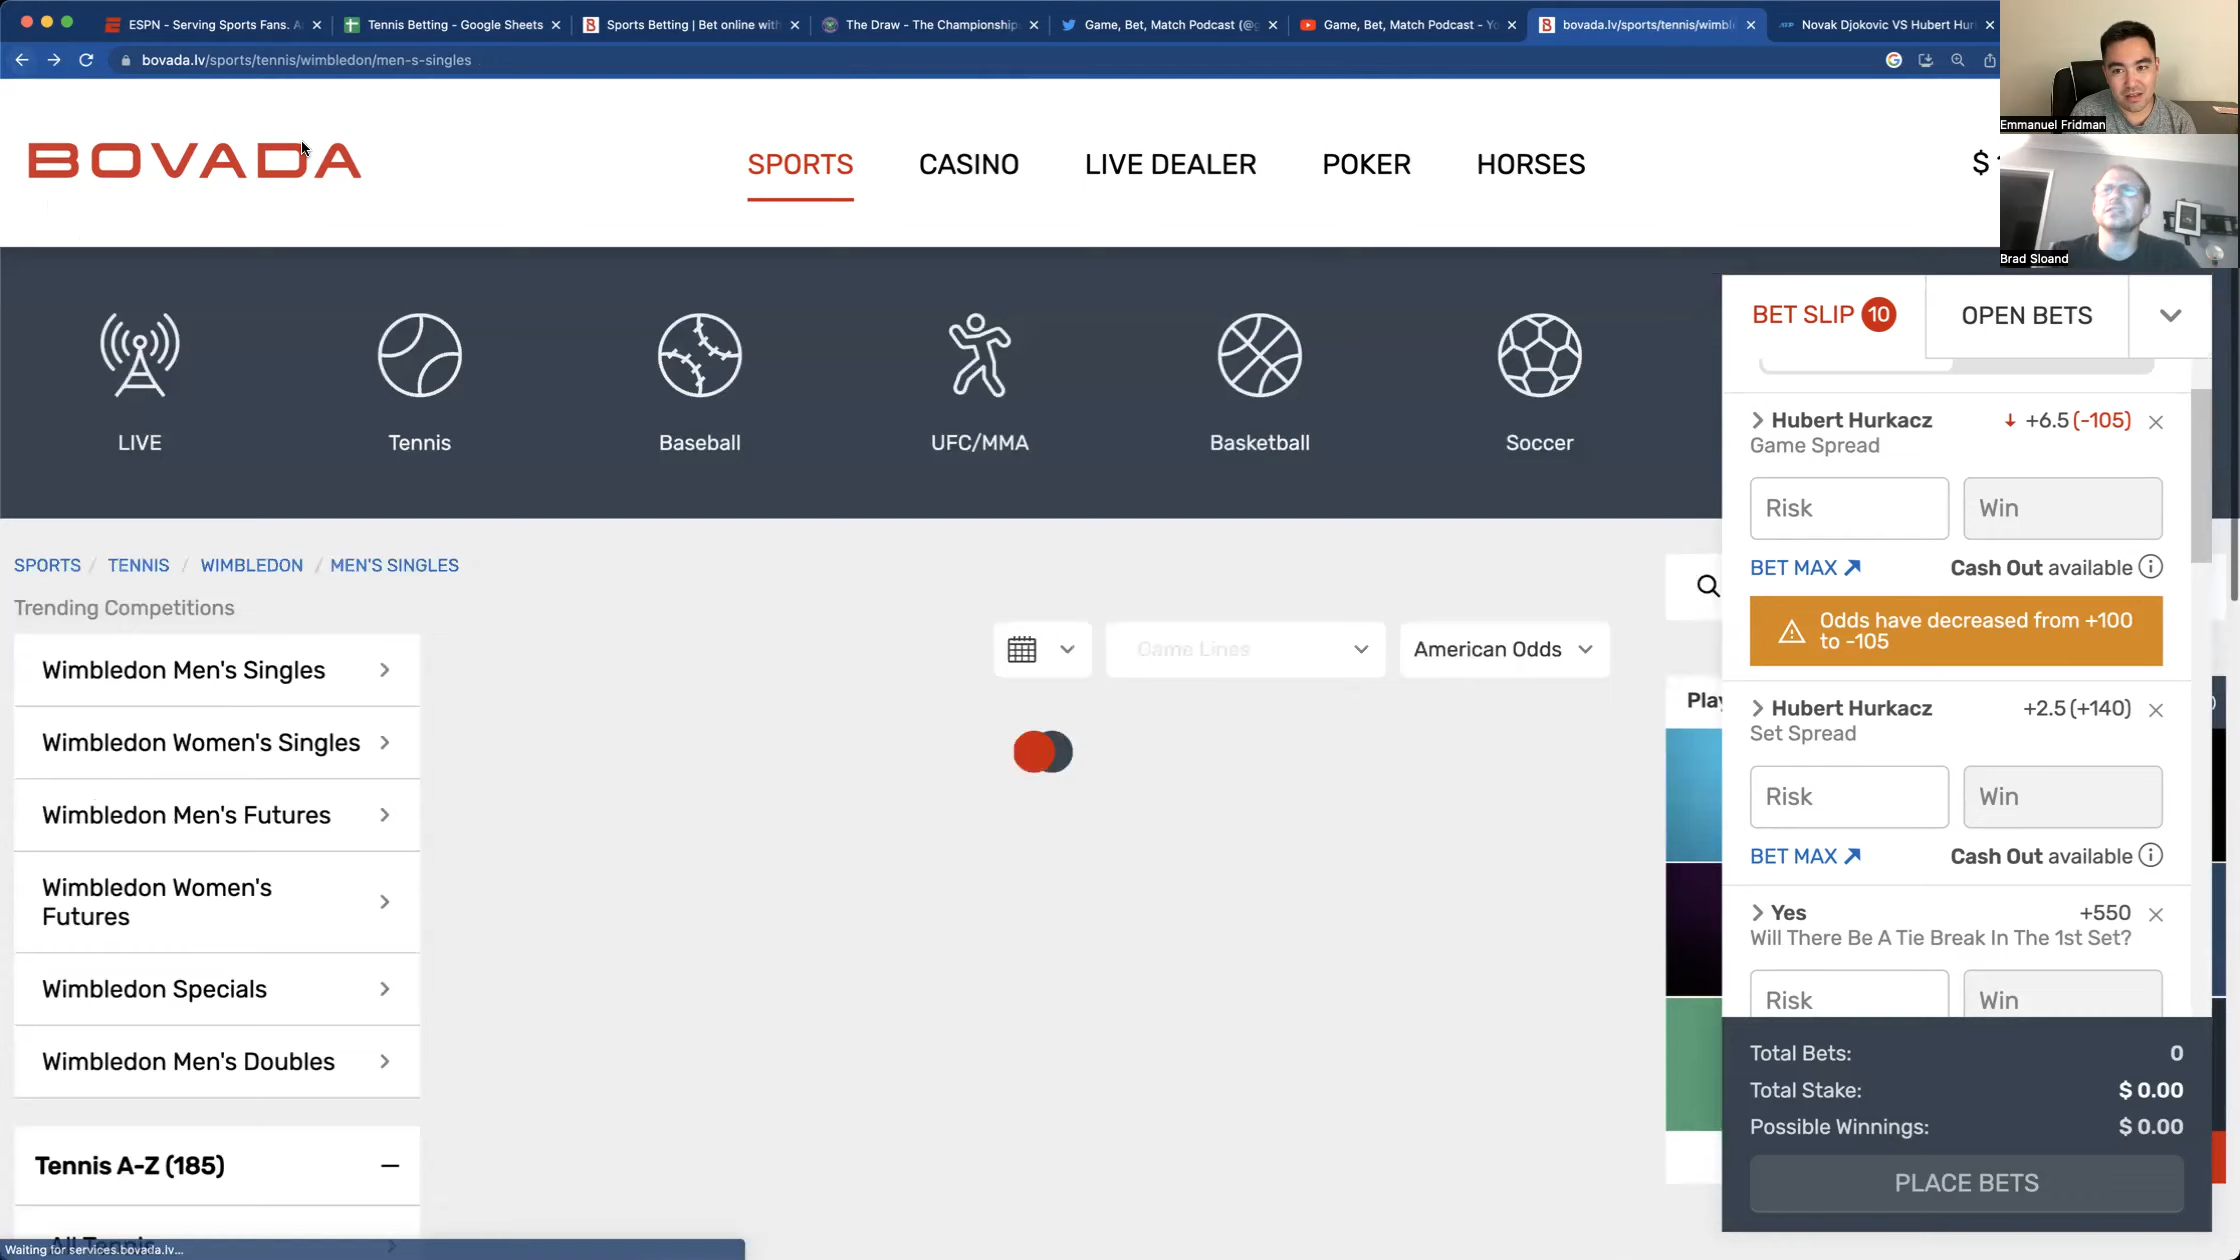 ESPN - Serving Sports Fans. A
Tennis Betting - Google Sheets
Sports Betting | Bet online with
The Draw - The Championship
Game, Bet, Match Podcast (@g
Game, Bet, Match Podcast - Yo
bovada.lv/sports/tennis/wimbl
Novak Djokovic VS Hubert Hur
bovada.lv/sports/tennis/wimbledon/men-s-singles
Emmanuel Fridman
BOVADA
SPORTS
CASINO
LIVE DEALER
POKER
HORSES
$
Brad Sloand
LIVE
Tennis
Baseball
UFC/MMA
Basketball
Soccer
BET SLIP 10
OPEN BETS
Hubert Hurkacz
+6.5 (-105)
Game Spread
Risk
Win
BET MAX
Cash Out available
Odds have decreased from +100
to -105
Hubert Hurkacz
+2.5 (+140)
Set Spread
Risk
Win
BET MAX
Cash Out available
Yes
+550
Will There Be A Tie Break In The 1st Set?
Risk
Win
Total Bets:
0
Total Stake:
$ 0.00
Possible Winnings:
$ 0.00
PLACE BETS
SPORTS / TENNIS / WIMBLEDON / MEN'S SINGLES
Trending Competitions
Game Lines
American Odds
Wimbledon Men's Singles
Wimbledon Women's Singles
Wimbledon Men's Futures
Wimbledon Women's
Futures
Wimbledon Specials
Wimbledon Men's Doubles
Tennis A-Z (185)
All Tennis
Waiting for services.bovada.lv...